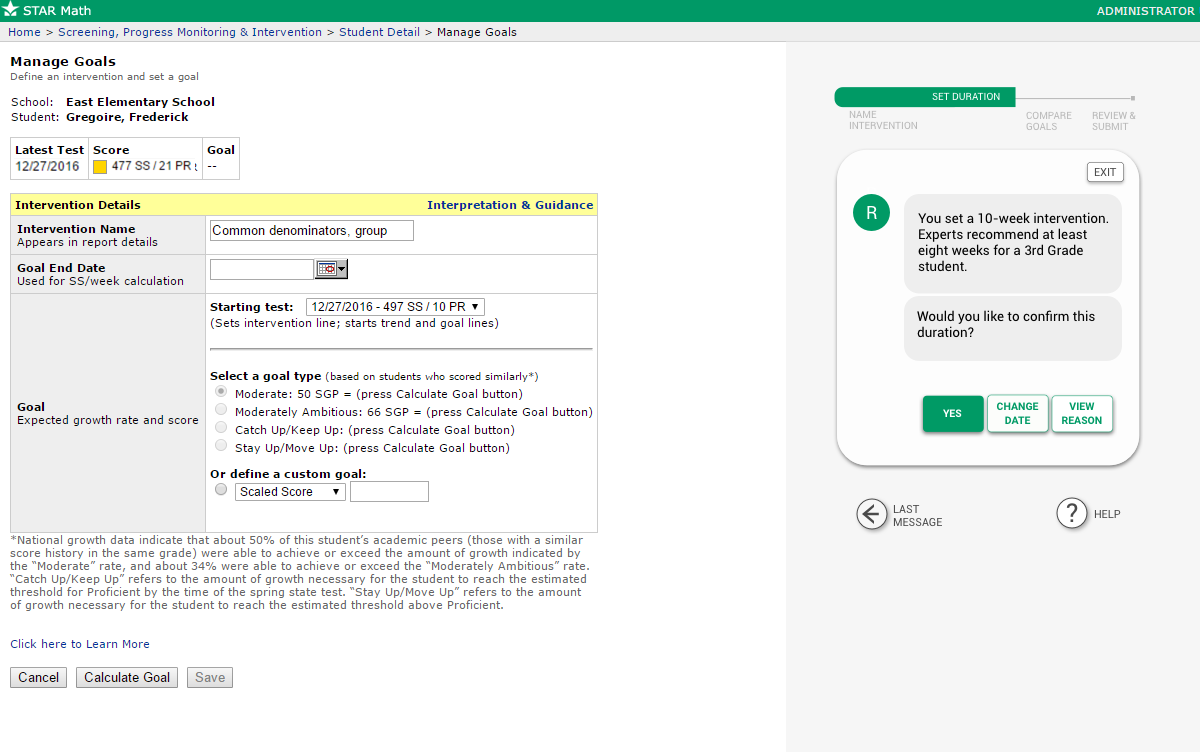 STAR Math
ADMINISTRATOR
Home > Screening, Progress Monitoring & Intervention > Student Detail > Manage Goals
Manage Goals
Define an intervention and set a goal
School: East Elementary School
Student: Gregoire, Frederick
Latest Test Score Goal
12/27/2016 477 SS / 21 PR --
Intervention Details Interpretation & Guidance
Intervention Name
Appears in report details
Common denominators, group
Goal End Date
Used for SS/week calculation
Goal
Expected growth rate and score
Starting test: 12/27/2016 - 497 SS / 10 PR
(Sets intervention line; starts trend and goal lines)
Select a goal type (based on students who scored similarly*)
Moderate: 50 SGP = (press Calculate Goal button)
Moderately Ambitious: 66 SGP = (press Calculate Goal button)
Catch Up/Keep Up: (press Calculate Goal button)
Stay Up/Move Up: (press Calculate Goal button)
Or define a custom goal:
Scaled Score
*National growth data indicate that about 50% of this student's academic peers (those with a similar
score history in the same grade) were able to achieve or exceed the amount of growth indicated by
the “Moderate” rate, and about 34% were able to achieve or exceed the “Moderately Ambitious” rate.
“Catch Up/Keep Up” refers to the amount of growth necessary for the student to reach the estimated
threshold for Proficient by the time of the spring state test. “Stay Up/Move Up” refers to the amount
of growth necessary for the student to reach the estimated threshold above Proficient.
Click here to Learn More
Cancel
Calculate Goal
Save
SET DURATION
NAME
INTERVENTION
COMPARE
GOALS
REVIEW &
SUBMIT
EXIT
R
You set a 10-week intervention.
Experts recommend at least
eight weeks for a 3rd Grade
student.
Would you like to confirm this
duration?
YES
CHANGE
DATE
VIEW
REASON
LAST
MESSAGE
?
HELP